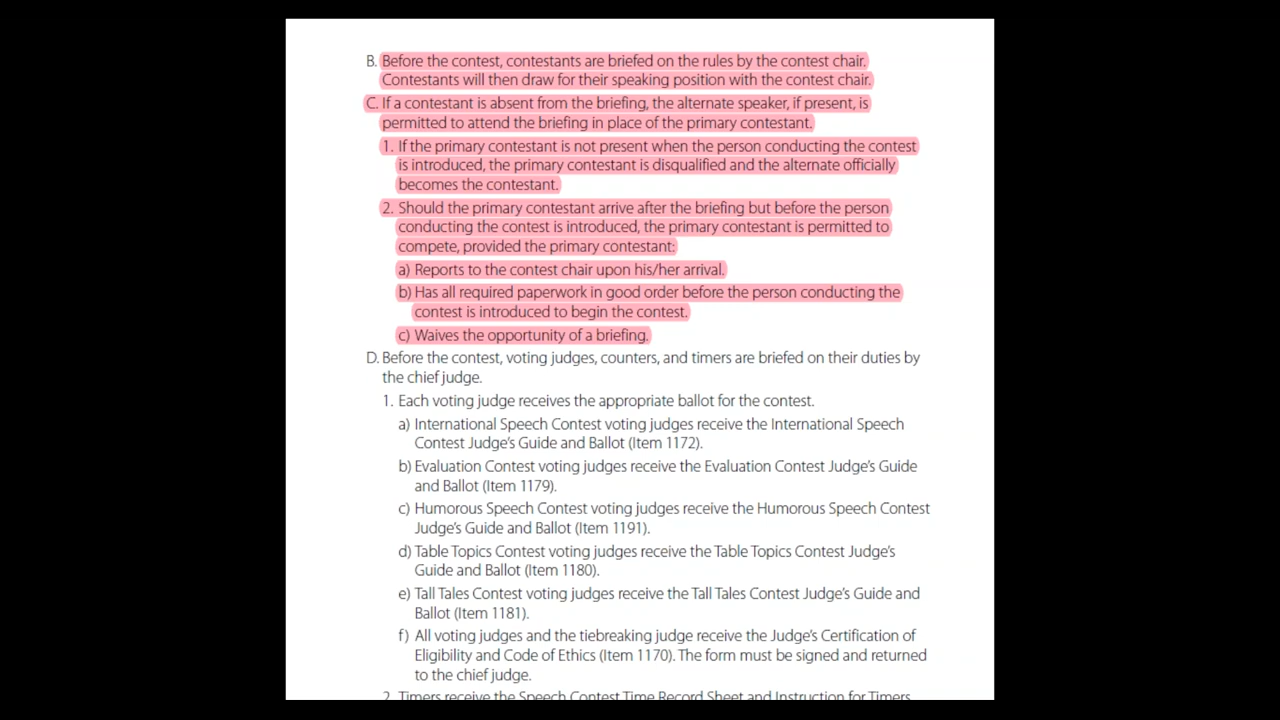 B. Before the contest, contestants are briefed on the rules by the contest chair.
Contestants will then draw for their speaking position with the contest chair.
C. If a contestant is absent from the briefing, the alternate speaker, if present, is
permitted to attend the briefing in place of the primary contestant.
1. If the primary contestant is not present when the person conducting the contest
is introduced, the primary contestant is disqualified and the alternate officially
becomes the contestant.
2. Should the primary contestant arrive after the briefing but before the person
conducting the contest is introduced, the primary contestant is permitted to
compete, provided the primary contestant:
a) Reports to the contest chair upon his/her arrival.
b) Has all required paperwork in good order before the person conducting the
contest is introduced to begin the contest.
c) Waives the opportunity of a briefing.
D. Before the contest, voting judges, counters, and timers are briefed on their duties by
the chief judge.
1. Each voting judge receives the appropriate ballot for the contest.
a) International Speech Contest voting judges receive the International Speech
Contest Judge's Guide and Ballot (Item 1172).
b) Evaluation Contest voting judges receive the Evaluation Contest Judge's Guide
and Ballot (Item 1179).
c) Humorous Speech Contest voting judges receive the Humorous Speech Contest
Judge's Guide and Ballot (Item 1191).
d) Table Topics Contest voting judges receive the Table Topics Contest Judge's
Guide and Ballot (Item 1180).
e) Tall Tales Contest voting judges receive the Tall Tales Contest Judge's Guide and
Ballot (Item 1181).
f) All voting judges and the tiebreaking judge receive the Judge's Certification of
Eligibility and Code of Ethics (Item 1170). The form must be signed and returned
to the chief judge.
2. Timers receive the Speech Contest Time Record Sheet and Instruction for Timers